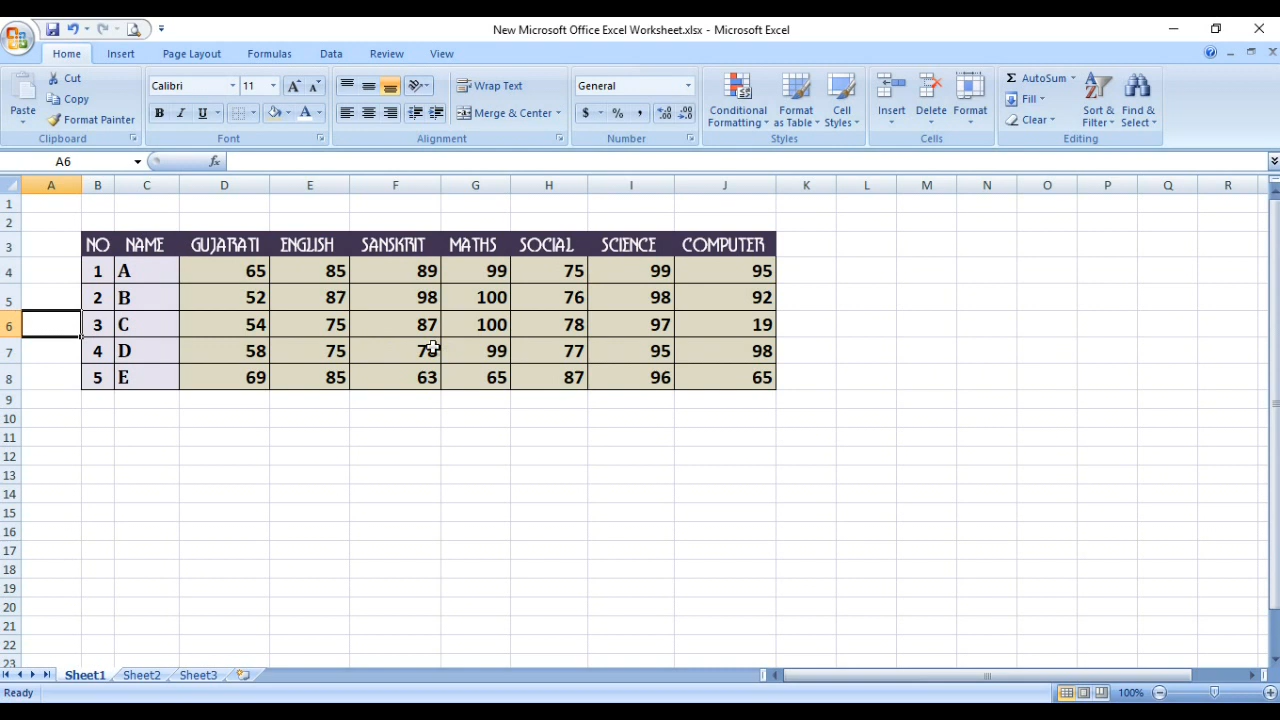 New Microsoft Office Excel Worksheet.xlsx - Microsoft Excel
Home Insert Page Layout Formulas Data Review View
Paste
Cut
Copy
Format Painter
Clipboard
Calibri 11
B I U
Font
Wrap Text
Merge & Center
Alignment
General
$ % ,
Number
Conditional Formatting
Format as Table
Cell Styles
Styles
Insert Delete Format
Cells
Σ AutoSum
Fill
Clear
Sort & Filter
Find & Select
Editing
A6 fx
A B C D E F G H I J K L M N O P Q R
1
2
3 NO NAME GUJARATI ENGLISH SANSKRIT MATHS SOCIAL SCIENCE COMPUTER
4 1 A 65 85 89 99 75 99 95
5 2 B 52 87 98 100 76 98 92
6 3 C 54 75 87 100 78 97 19
7 4 D 58 75 99 77 95 98
8 5 E 69 85 63 65 87 96 65
9
10
11
12
13
14
15
16
17
18
19
20
21
22
23
Sheet1 Sheet2 Sheet3
Ready 100%